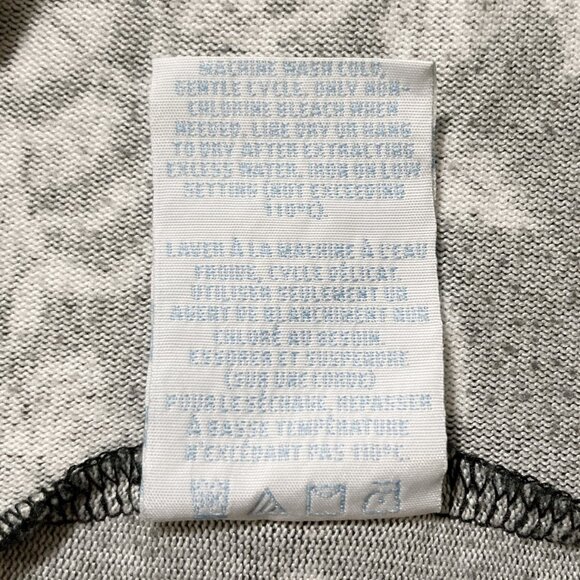 MACHINE WASH COLD,
GENTLE CYCLE. ONLY NON-
CHLORINE BLEACH WHEN
NEEDED. LINE DRY OR HANG
TO DRY AFTER EXTRACTING
EXCESS WATER. IRON ON LOW
SETTING (NOT EXCEEDING
110°C).
LAVER À LA MACHINE À L'EAU
FROIDE, CYCLE DÉLICAT
UTILISER SEULEMENT UN
AGENT DE BLANCHIMENT NON
CHLORÉ AU BESOIN
ESSORER ET SUSPENDRE
(SUR UNE CORDE)
POUR LE SÉCHAGE, REPASSER
À BASSE TEMPÉRATURE
N'EXCÉDANT PAS 110°C.